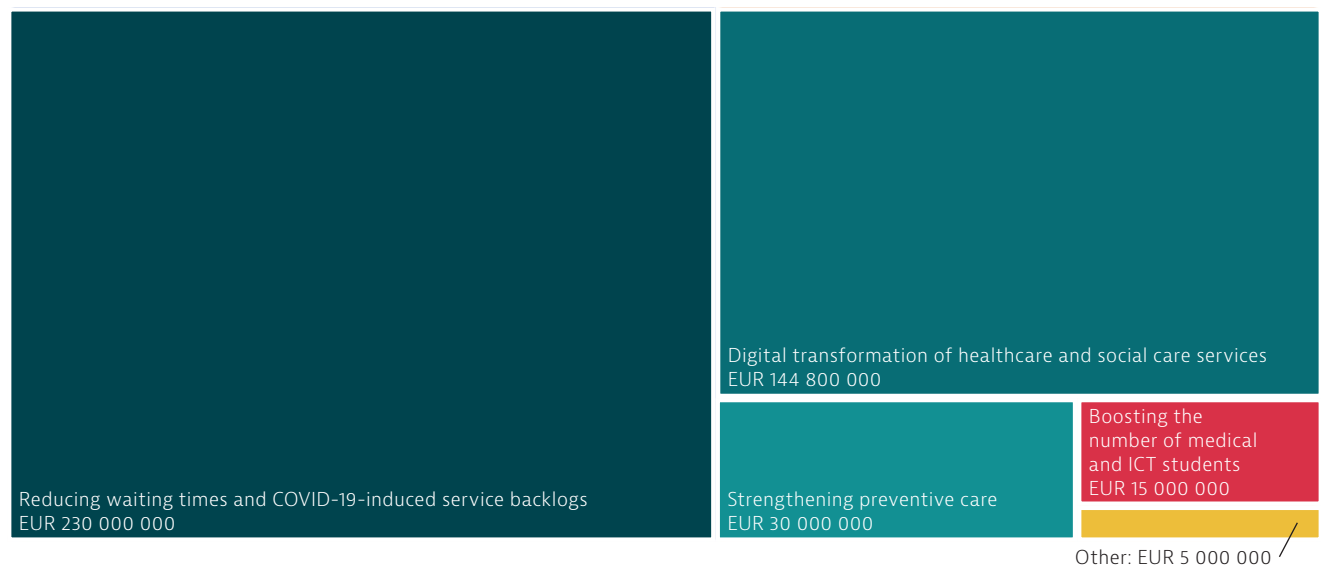 Reducing waiting times and COVID-19-induced service backlogs
EUR 230 000 000
Digital transformation of healthcare and social care services
EUR 144 800 000
Strengthening preventive care
EUR 30 000 000
Boosting the
number of medical
and ICT students
EUR 15 000 000
Other: EUR 5 000 000